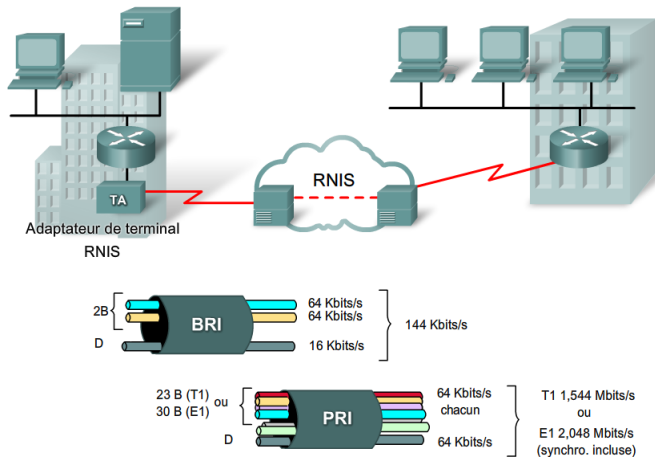 RNIS
TA
Adaptateur de terminal
RNIS
2B
BRI
64 Kbits/s
64 Kbits/s
144 Kbits/s
D
16 Kbits/s
23 B (T1)
ou
30 B (E1)
PRI
64 Kbits/s
chacun
T1 1,544 Mbits/s
ou
E1 2,048 Mbits/s
(synchro. incluse)
D
64 Kbits/s